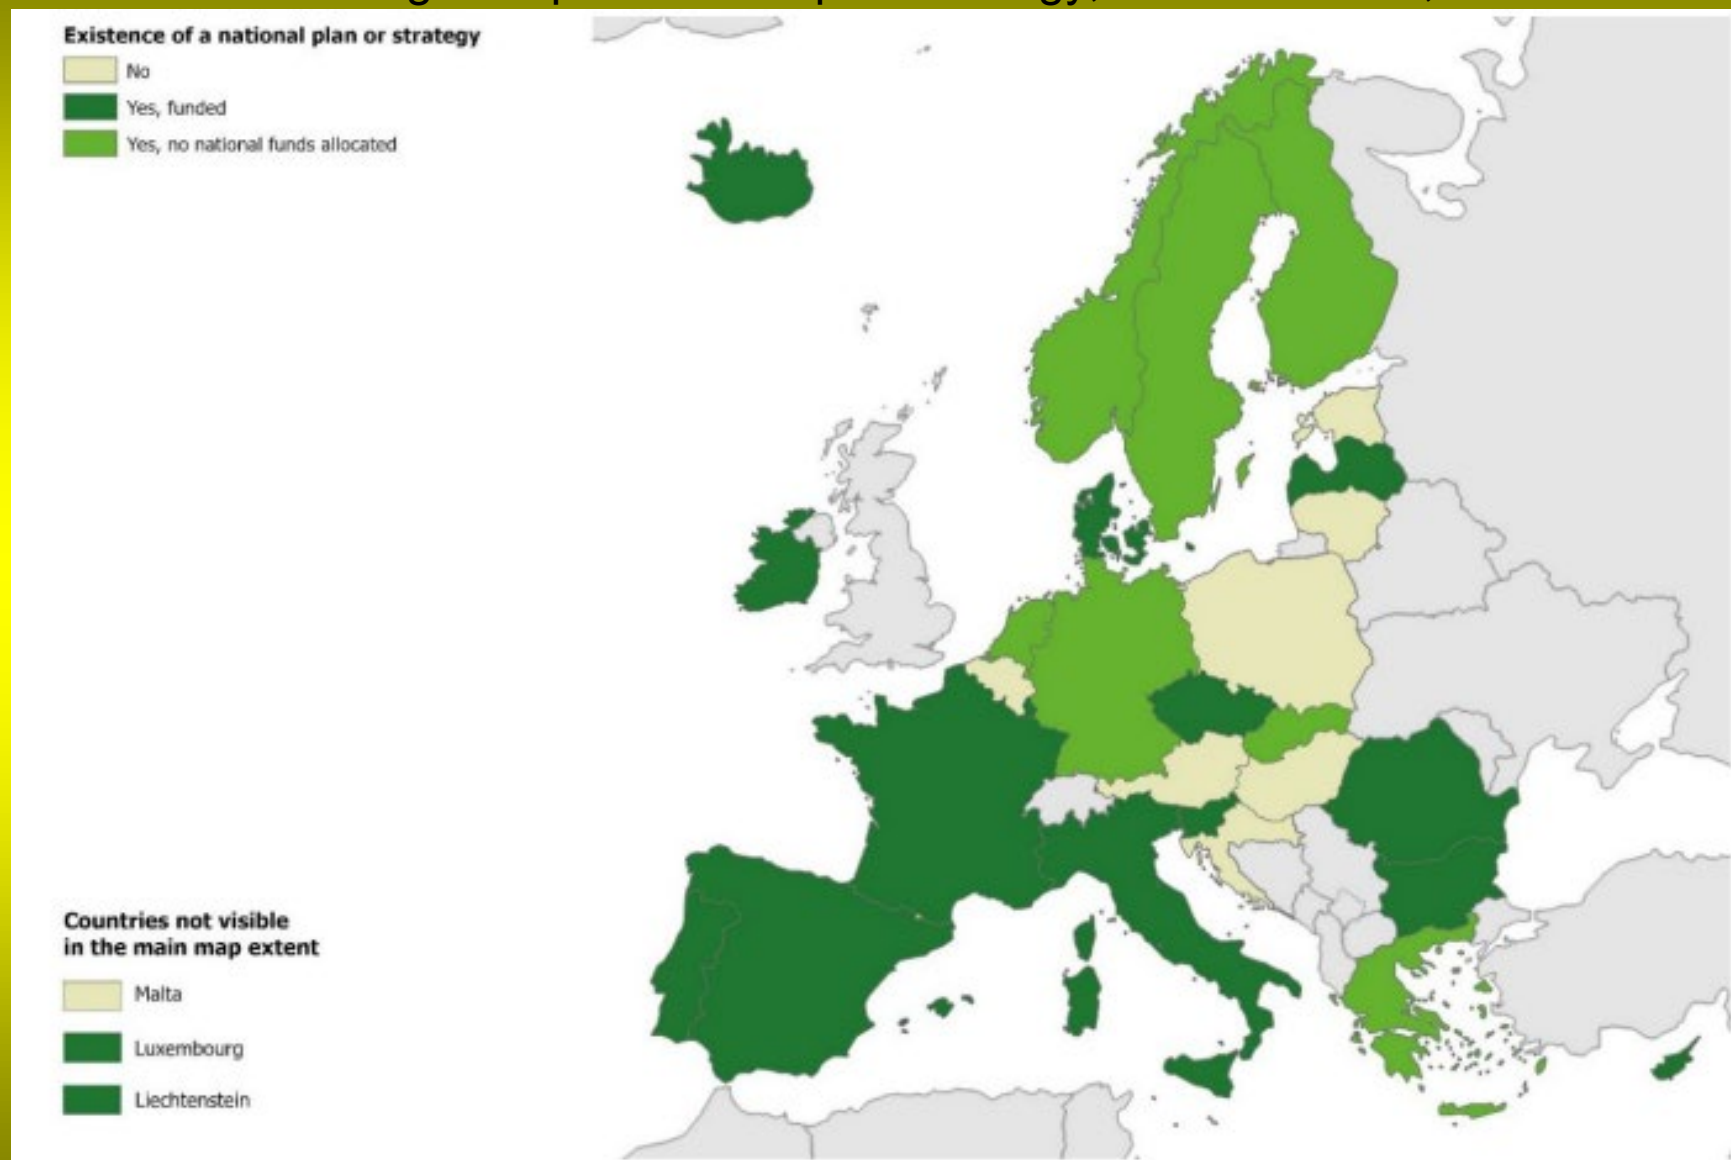 Existence of a national plan or strategy
No
Yes, funded
Yes, no national funds allocated
Countries not visible
in the main map extent
Malta
Luxembourg
Liechtenstein